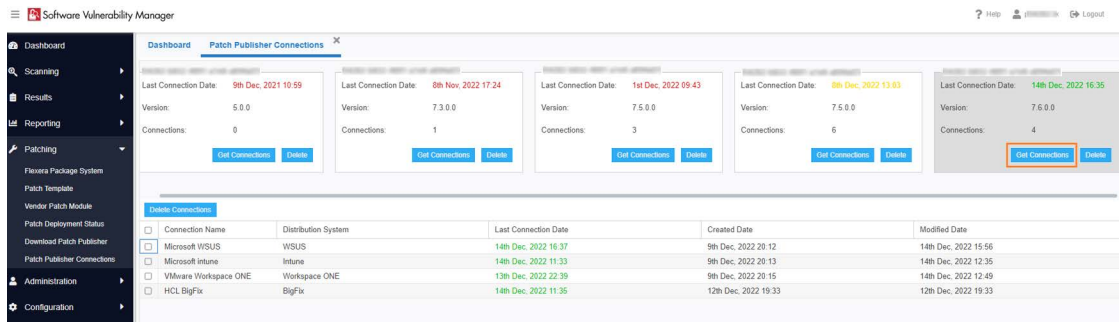 Software Vulnerability Manager
Help
Logout
Dashboard
Scanning
Results
Reporting
Patching
Flexera Package System
Patch Template
Vendor Patch Module
Patch Deployment Status
Download Patch Publisher
Patch Publisher Connections
Administration
Configuration
Dashboard Patch Publisher Connections
Last Connection Date: 9th Dec, 2021 10:59
Version: 5.0.0
Connections: 0
Get Connections Delete
Last Connection Date: 8th Nov, 2022 17:24
Version: 7.3.0.0
Connections: 1
Get Connections Delete
Last Connection Date: 1st Dec, 2022 09:43
Version: 7.5.0.0
Connections: 3
Get Connections Delete
Last Connection Date: 8th Dec, 2022
Version: 7.5.0.0
Connections: 6
Get Connections Delete
Last Connection Date: 14th Dec, 2022 16:35
Version: 7.6.0.0
Connections: 4
Get Connections Delete
Delete Connections
Connection Name Distribution System Last Connection Date Created Date Modified Date
Microsoft WSUS WSUS 14th Dec, 2022 16:37 9th Dec, 2022 20:12 14th Dec, 2022 15:56
Microsoft intune Intune 14th Dec, 2022 11:33 9th Dec, 2022 20:13 14th Dec, 2022 12:35
VMware Workspace ONE Workspace ONE 13th Dec, 2022 22:39 9th Dec, 2022 20:15 14th Dec, 2022 12:49
HCL BigFix BigFix 14th Dec, 2022 11:35 12th Dec, 2022 19:33 12th Dec, 2022 19:33